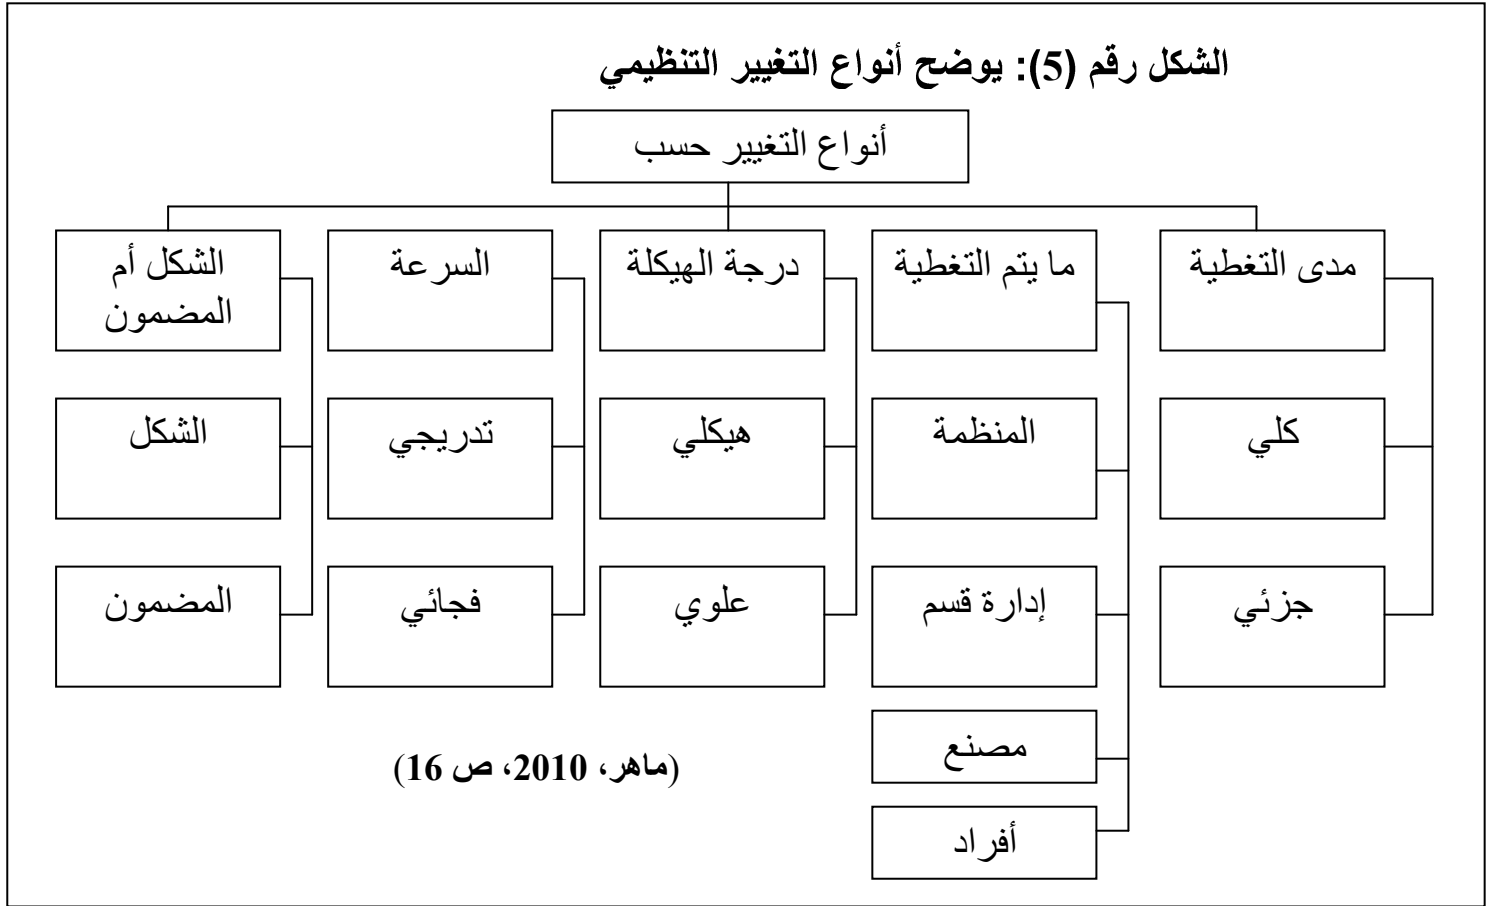 الشكل رقم (5): يوضح أنواع التغيير التنظيمي
أنواع التغيير حسب
مدى التغطية
ما يتم التغطية
درجة الهيكلة
السرعة
الشكل أم
المضمون
كلي
المنظمة
هيكلي
تدريجي
الشكل
جزئي
إدارة قسم
علوي
فجائي
المضمون
مصنع
أفراد
(ماهر، 2010، ص 16)